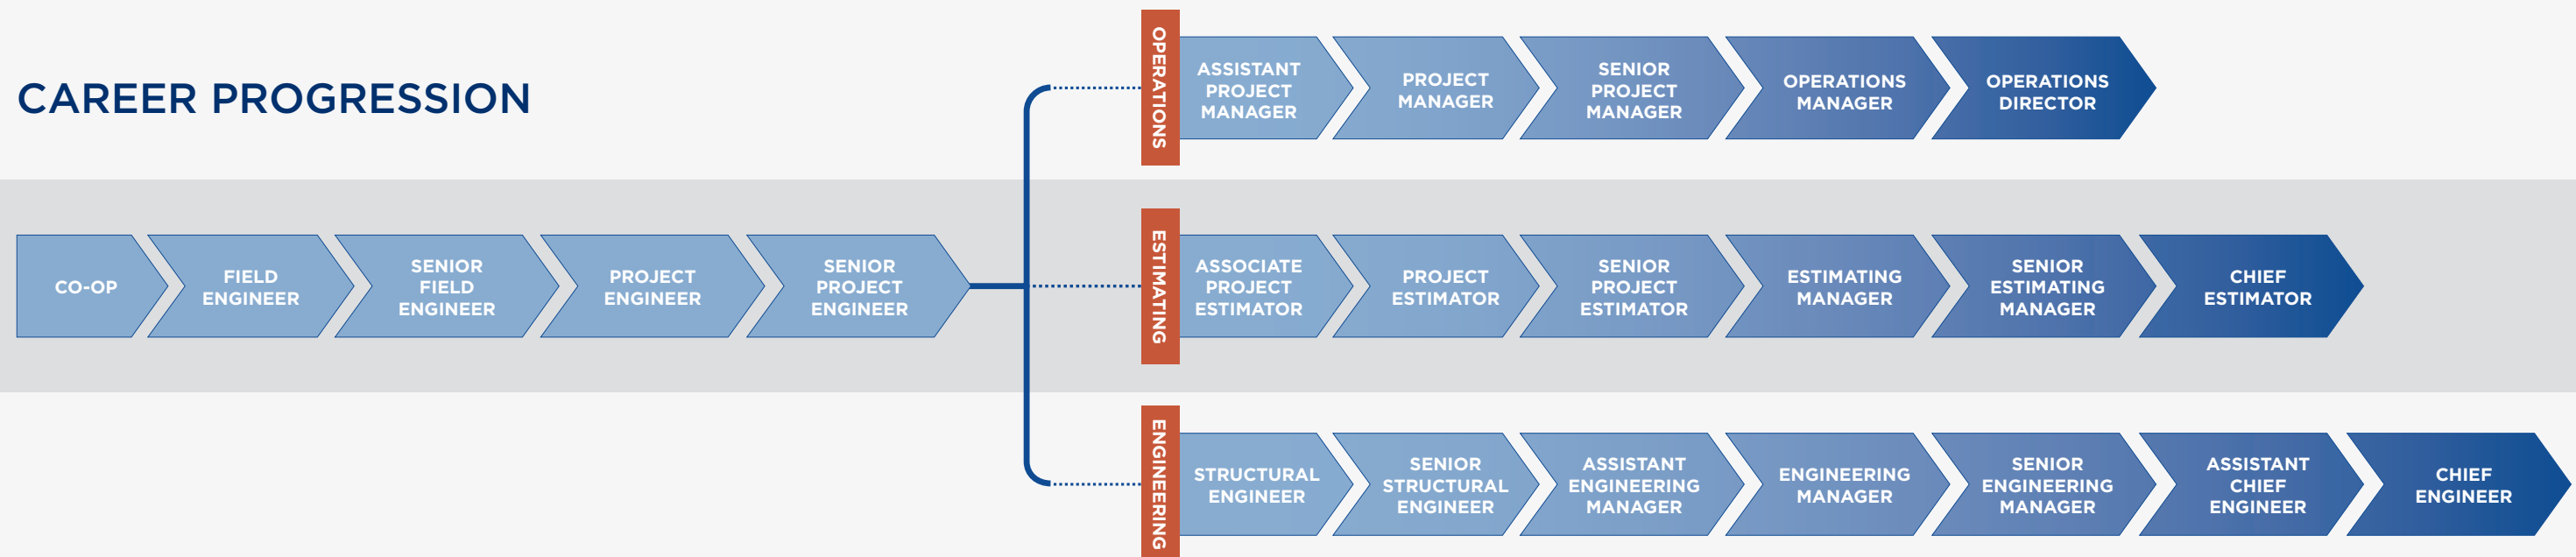 CAREER PROGRESSION
CO-OP
FIELD
ENGINEER
SENIOR
FIELD
ENGINEER
PROJECT
ENGINEER
SENIOR
PROJECT
ENGINEER
OPERATIONS
ASSISTANT
PROJECT
MANAGER
PROJECT
MANAGER
SENIOR
PROJECT
MANAGER
OPERATIONS
MANAGER
OPERATIONS
DIRECTOR
ESTIMATING
ASSOCIATE
PROJECT
ESTIMATOR
PROJECT
ESTIMATOR
SENIOR
PROJECT
ESTIMATOR
ESTIMATING
MANAGER
SENIOR
ESTIMATING
MANAGER
CHIEF
ESTIMATOR
ENGINEERING
STRUCTURAL
ENGINEER
SENIOR
STRUCTURAL
ENGINEER
ASSISTANT
ENGINEERING
MANAGER
ENGINEERING
MANAGER
SENIOR
ENGINEERING
MANAGER
ASSISTANT
CHIEF
ENGINEER
CHIEF
ENGINEER